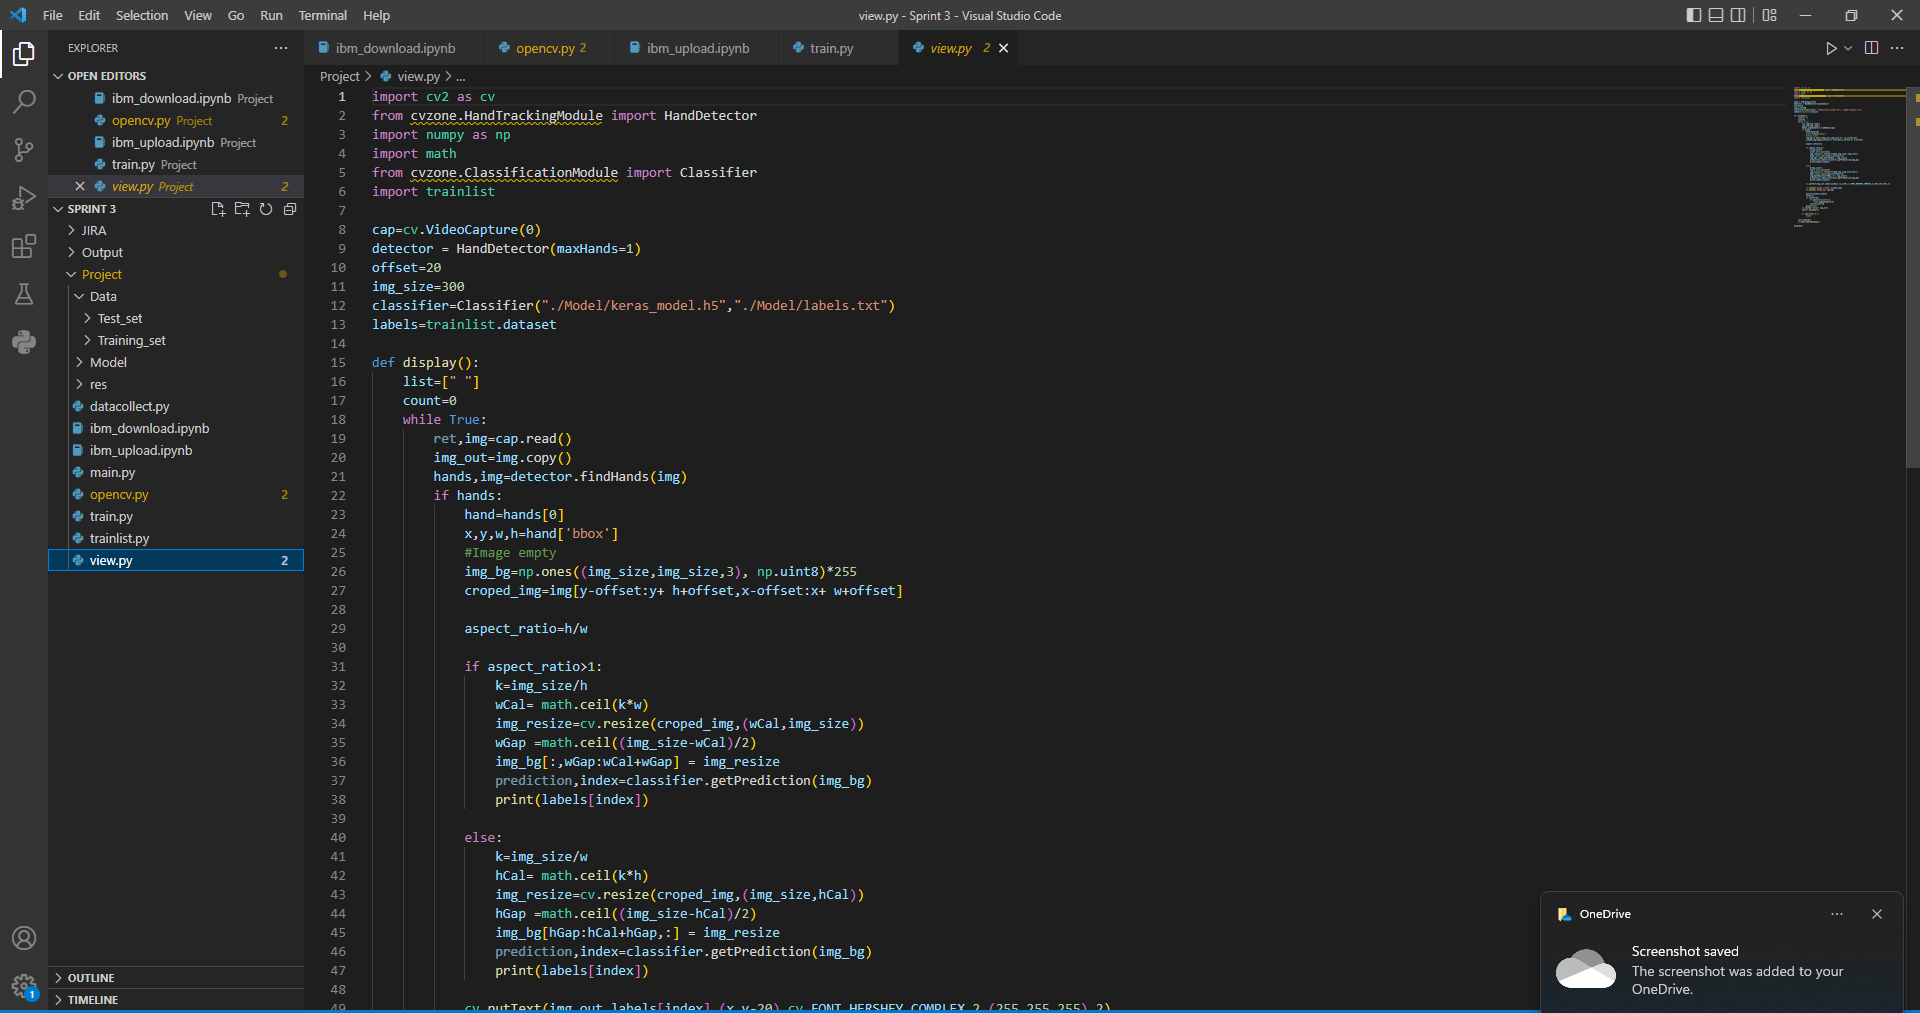 File Edit Selection View Go Run Terminal Help
view.py - Sprint 3 - Visual Studio Code
EXPLORER
OPEN EDITORS
ibm_download.ipynb Project
opencv.py Project 2
ibm_upload.ipynb Project
train.py Project
view.py Project 2
SPRINT 3
JIRA
Output
Project
Data
Test_set
Training_set
Model
res
datacollect.py
ibm_download.ipynb
ibm_upload.ipynb
main.py
opencv.py 2
train.py
trainlist.py
view.py 2
OUTLINE
TIMELINE
1
ibm_download.ipynb opencv.py 2 ibm_upload.ipynb train.py view.py 2
Project > view.py > ...
1 import cv2 as cv
2 from cvzone.HandTrackingModule import HandDetector
3 import numpy as np
4 import math
5 from cvzone.ClassificationModule import Classifier
6 import trainlist
7
8 cap=cv.VideoCapture(0)
9 detector = HandDetector(maxHands=1)
10 offset=20
11 img_size=300
12 classifier=Classifier("./Model/keras_model.h5","./Model/labels.txt")
13 labels=trainlist.dataset
14
15 def display():
16 list=[" "]
17 count=0
18 while True:
19 ret,img=cap.read()
20 img_out=img.copy()
21 hands,img=detector.findHands(img)
22 if hands:
23 hand=hands[0]
24 x,y,w,h=hand['bbox']
25 #Image empty
26 img_bg=np.ones((img_size,img_size,3), np.uint8)*255
27 croped_img=img[y-offset:y+ h+offset,x-offset:x+ w+offset]
28
29 aspect_ratio=h/w
30
31 if aspect_ratio>1:
32 k=img_size/h
33 wCal= math.ceil(k*w)
34 img_resize=cv.resize(croped_img,(wCal,img_size))
35 wGap =math.ceil((img_size-wCal)/2)
36 img_bg[:,wGap:wCal+wGap] = img_resize
37 prediction,index=classifier.getPrediction(img_bg)
38 print(labels[index])
39
40 else:
41 k=img_size/w
42 hCal= math.ceil(k*h)
43 img_resize=cv.resize(croped_img,(img_size,hCal))
44 hGap =math.ceil((img_size-hCal)/2)
45 img_bg[hGap:hCal+hGap,:] = img_resize
46 prediction,index=classifier.getPrediction(img_bg)
47 print(labels[index])
48
49 cv.putText(img_out,labels[index],(x,y-20),cv.FONT_HERSHEY_COMPLEX,2,(255,255,255),2)
OneDrive
Screenshot saved
The screenshot was added to your
OneDrive.